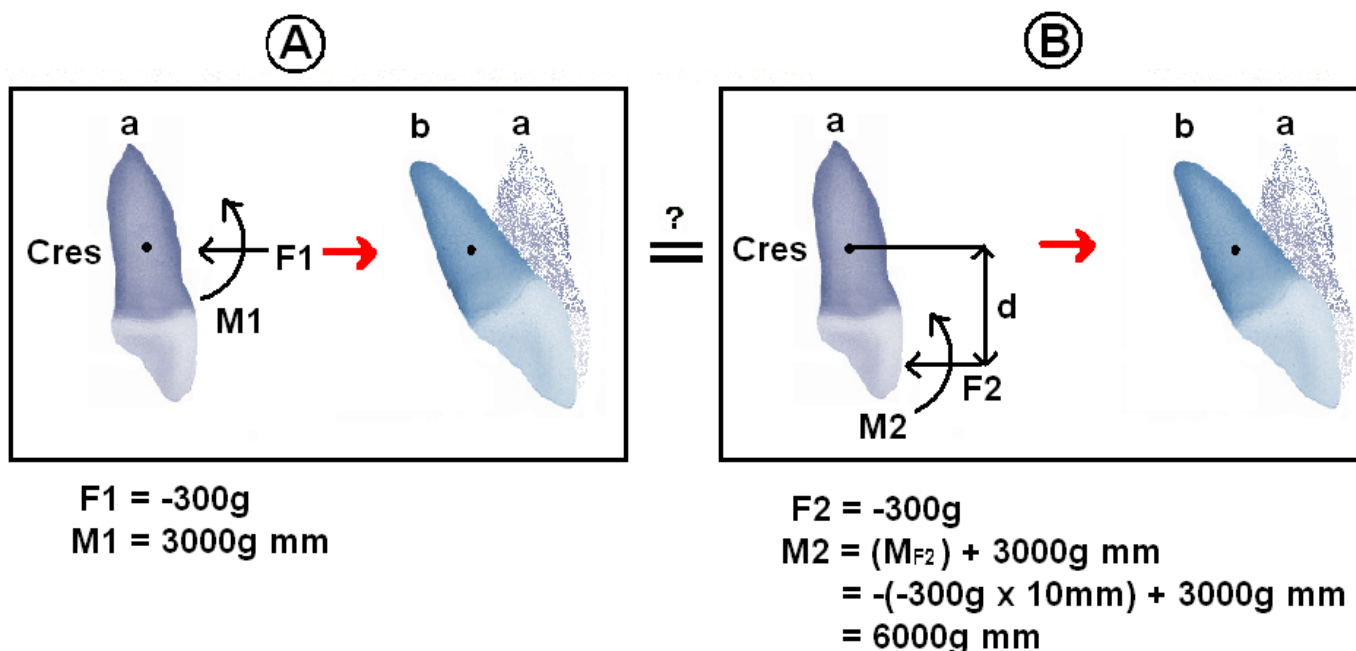 A
B
a
b
a
Cres
F1
M1
F1 = -300g
M1 = 3000g mm
?
=
a
b
a
Cres
d
F2
M2
F2 = -300g
M2 = (MF2) + 3000g mm
= -(-300g x 10mm) + 3000g mm
= 6000g mm